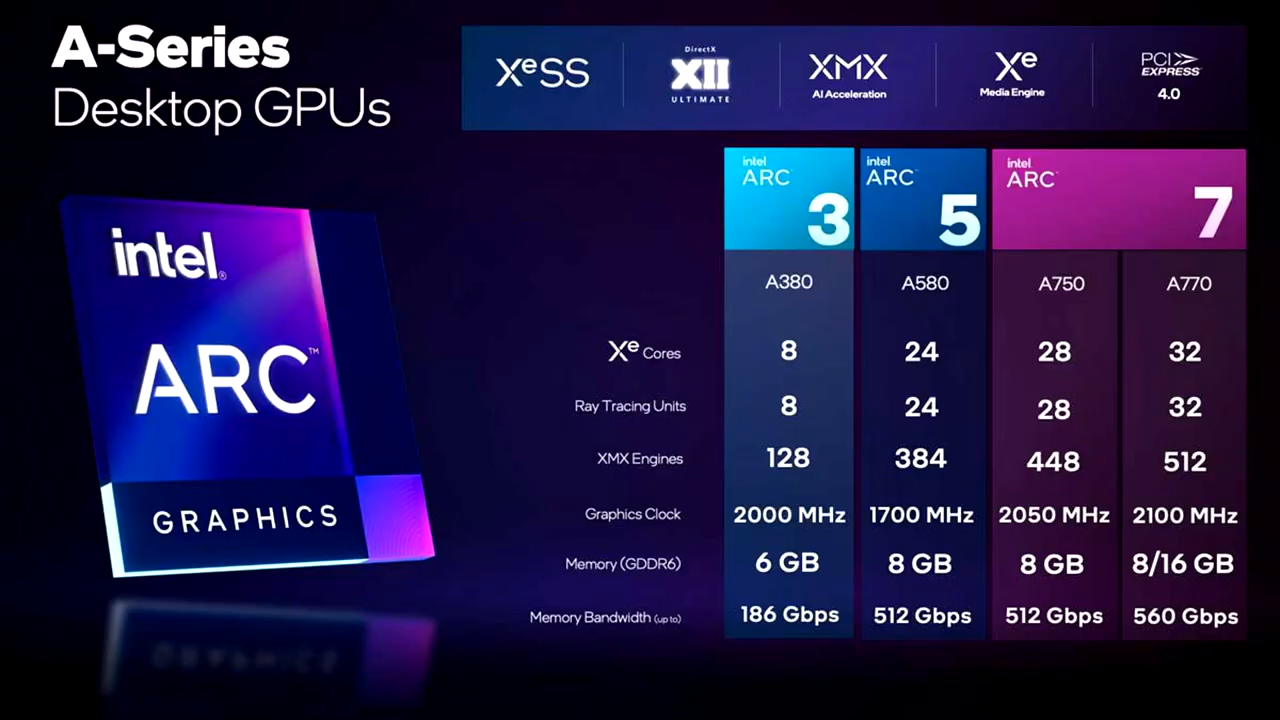 A-Series
Desktop GPUs
XeSS
DirectX
XII
ULTIMATE
XMX
AI Acceleration
Xe
Media Engine
PCI
EXPRESS
4.0
intel
ARC
3
intel
ARC
5
intel
ARC
7
intel®
ARC™
GRAPHICS
A380 A580 A750 A770
Xe Cores 8 24 28 32
Ray Tracing Units 8 24 28 32
XMX Engines 128 384 448 512
Graphics Clock 2000 MHz 1700 MHz 2050 MHz 2100 MHz
Memory (GDDR6) 6 GB 8 GB 8 GB 8/16 GB
Memory Bandwidth (up to) 186 Gbps 512 Gbps 512 Gbps 560 Gbps